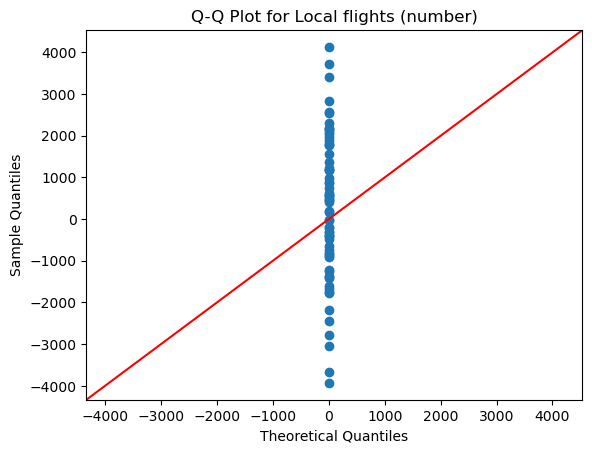 Q-Q Plot for Local flights (number)
4000
3000
2000
1000
0
−1000
−2000
−3000
−4000
Sample Quantiles
−4000 −3000 −2000 −1000 0 1000 2000 3000 4000
Theoretical Quantiles